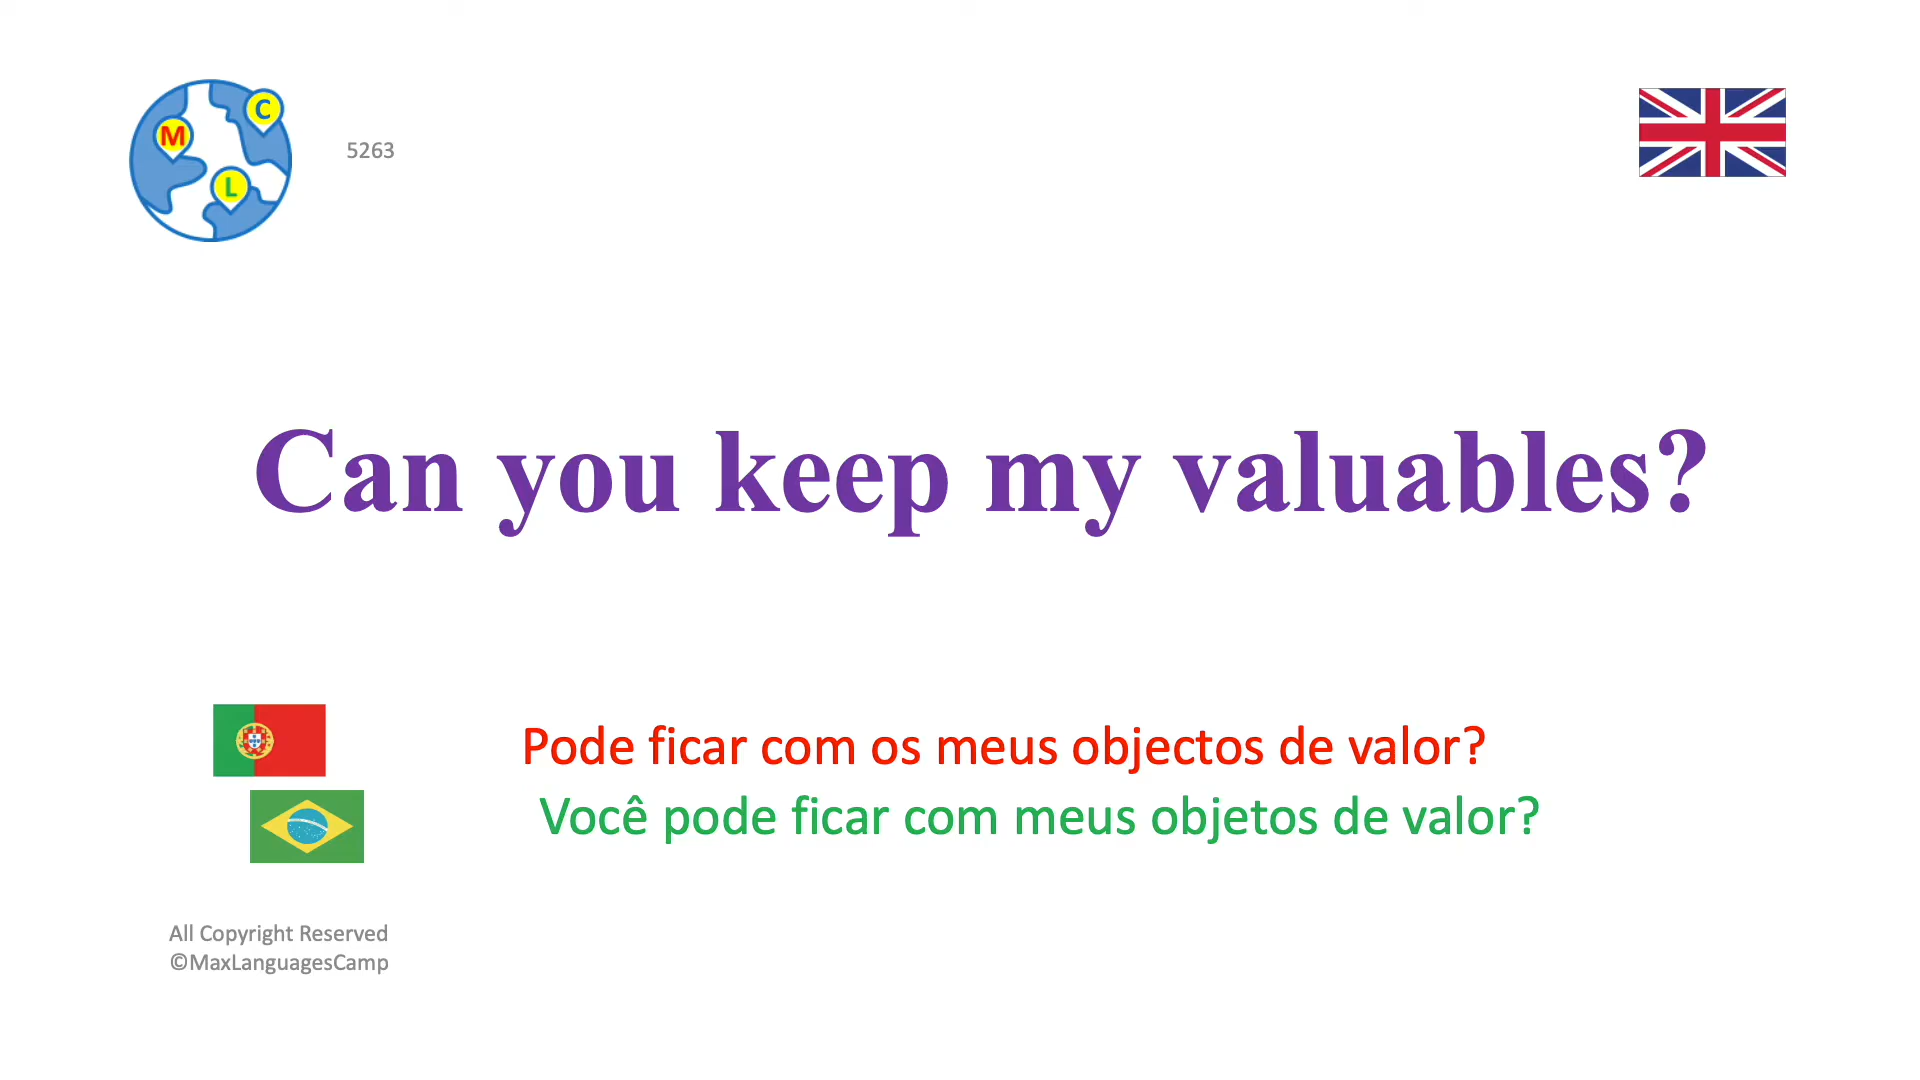 M
C
L
5263
Can you keep my valuables?
Pode ficar com os meus objectos de valor?
Você pode ficar com meus objetos de valor?
All Copyright Reserved
©MaxLanguagesCamp